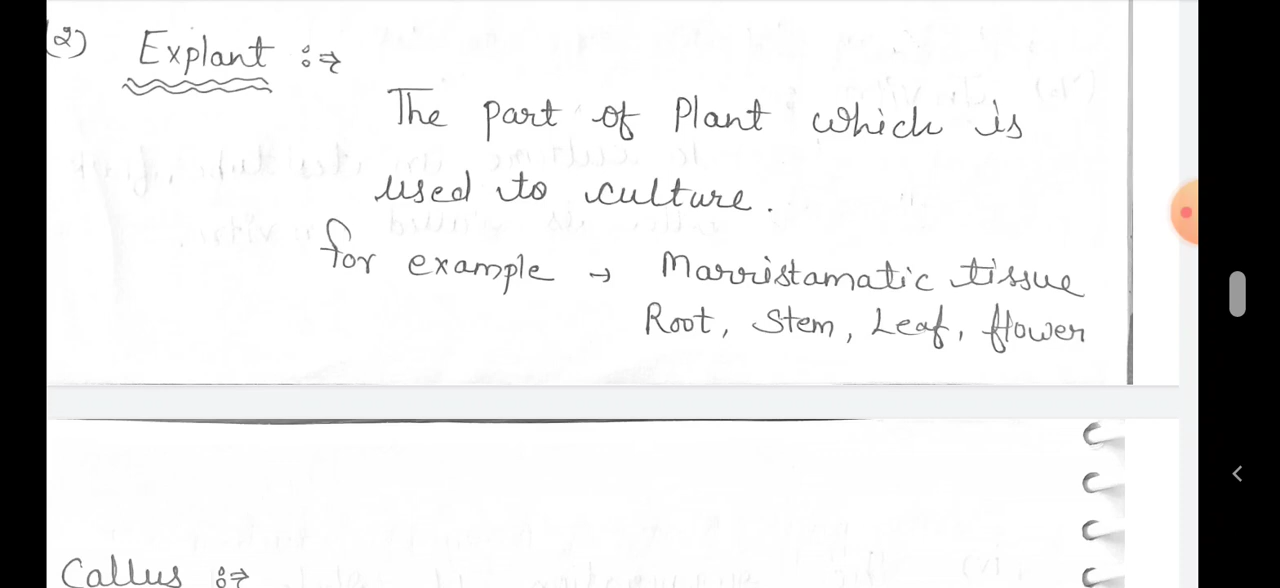 (2) Explant :⇒
The part of Plant which is
used to culture.
for example → Marristamatic tissue
Root, Stem, Leaf, flower
Callus :⇒